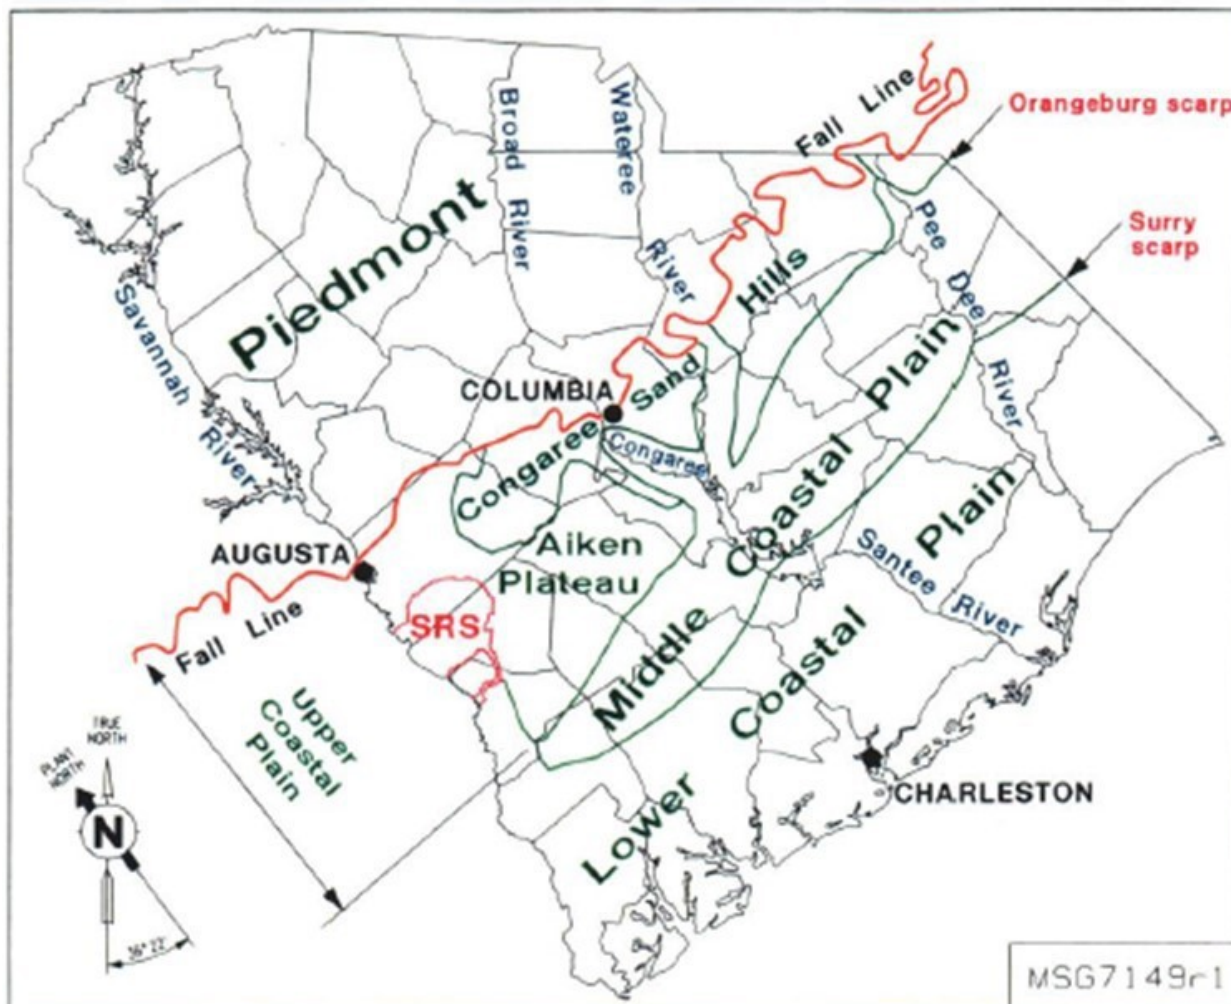 Fall Line
Orangeburg scarp
Surry
scarp
Broad River
Wateree
River
Pee Dee
River
Piedmont
Savannah
River
Hills
Sand
COLUMBIA
Congaree
Congaree
Plain
Coastal
Middle
Plain
Coastal
Lower
Santee River
AUGUSTA
Aiken
Plateau
SRS
Fall Line
Upper
Coastal
Plain
CHARLESTON
TRUE
NORTH
PLANT
NORTH
N
36° 22'
MSG7149r1